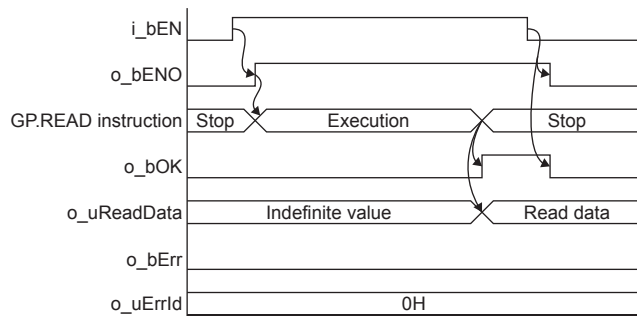 i_bEN
o_bENO
GP.READ instruction Stop Execution Stop
o_bOK
o_uReadData Indefinite value Read data
o_bErr
o_uErrId 0H